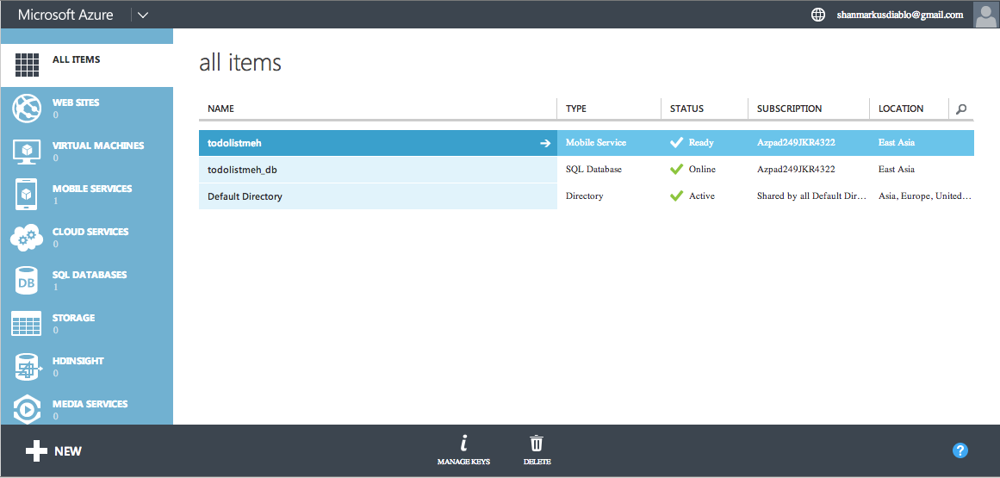 Microsoft Azure
shanmarkusdiablo@gmail.com
ALL ITEMS
WEB SITES
0
VIRTUAL MACHINES
0
MOBILE SERVICES
1
CLOUD SERVICES
0
DB
SQL DATABASES
1
STORAGE
0
HDINSIGHT
0
MEDIA SERVICES
0
all items
NAME TYPE STATUS SUBSCRIPTION LOCATION
todolistmeh Mobile Service Ready Azpad249JKR4322 East Asia
todolistmeh_db SQL Database Online Azpad249JKR4322 East Asia
Default Directory Directory Active Shared by all Default Dir... Asia, Europe, United...
NEW
MANAGE KEYS
DELETE
?